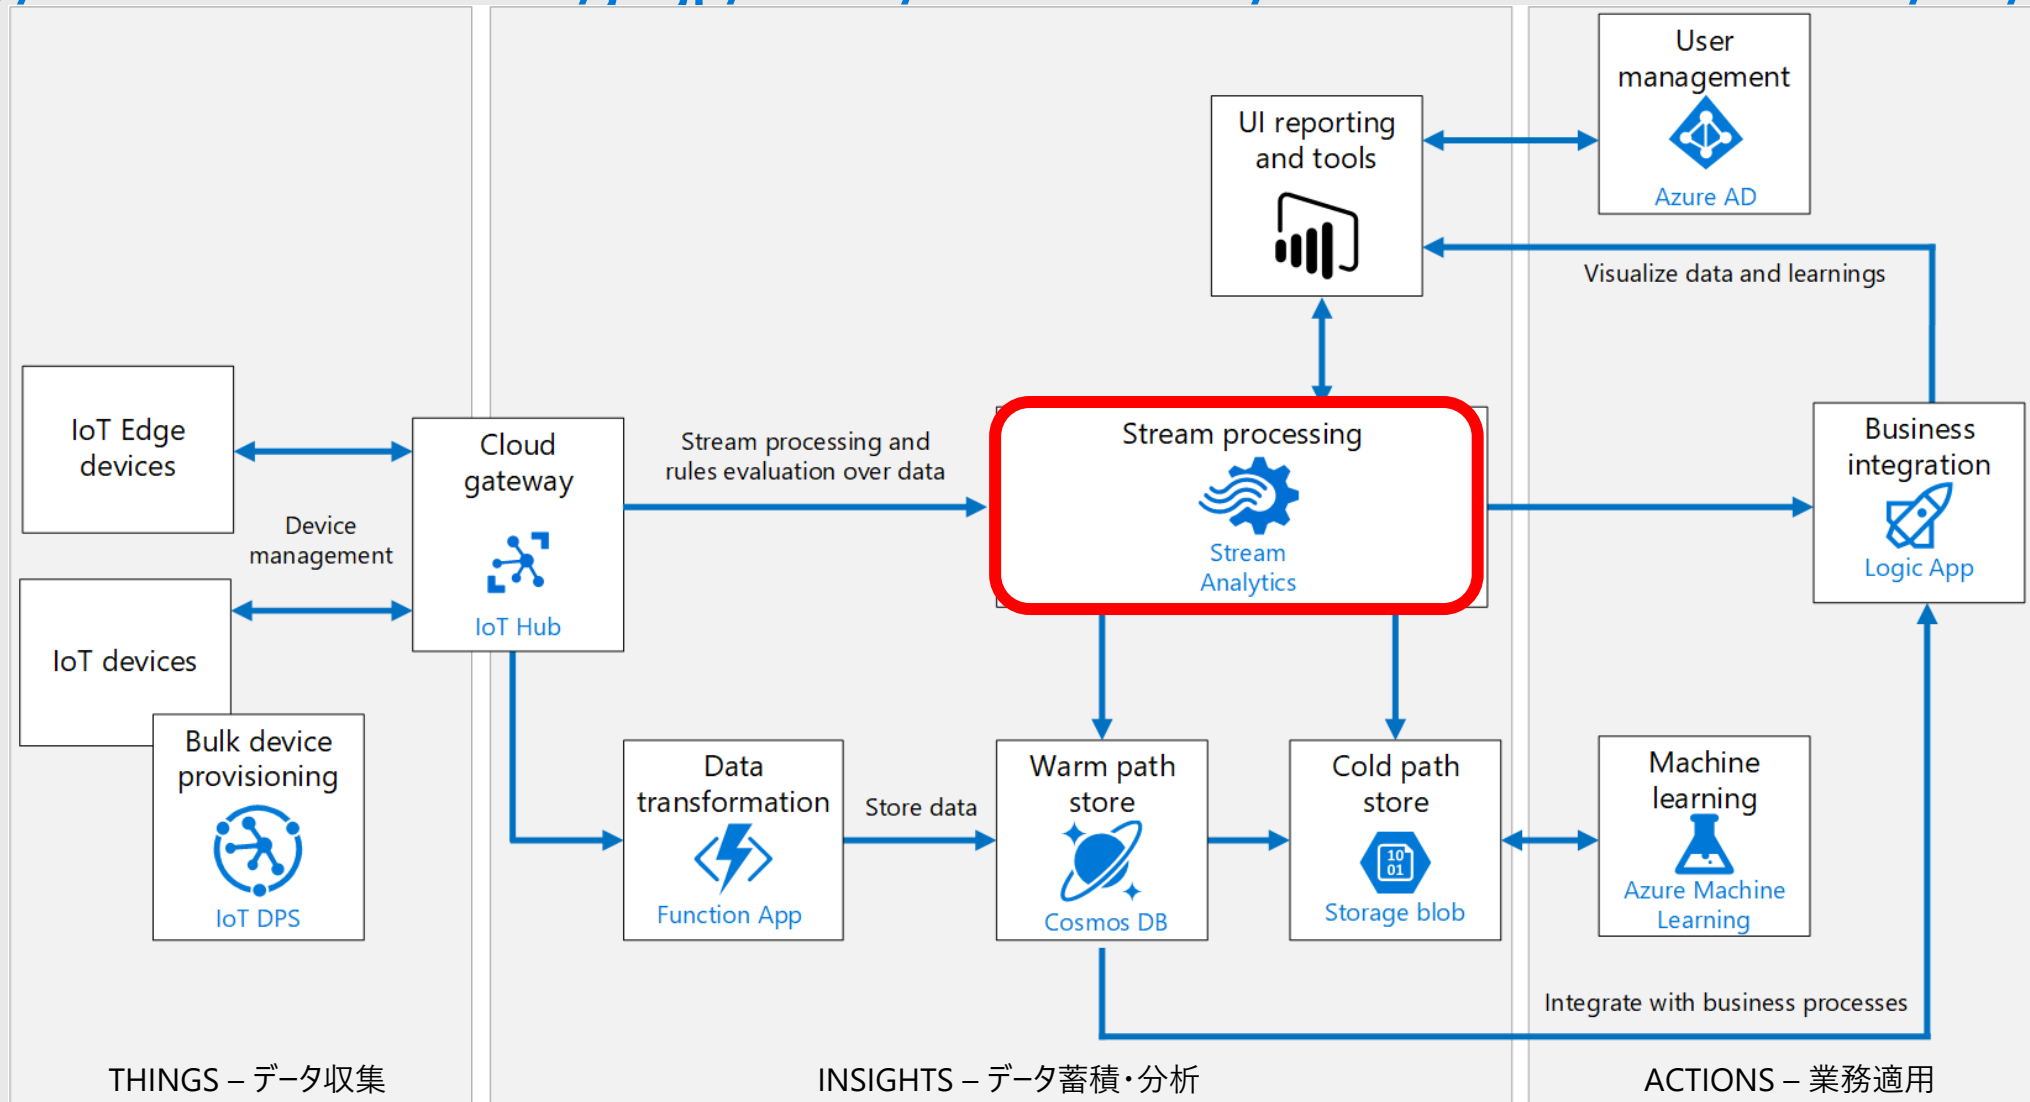 User
management
Azure AD
UI reporting
and tools
Visualize data and learnings
IoT Edge
devices
Device
management
IoT devices
Bulk device
provisioning
IoT DPS
Cloud
gateway
IoT Hub
Stream processing and
rules evaluation over data
Stream processing
Stream
Analytics
Business
integration
Logic App
Data
transformation
Function App
Store data
Warm path
store
Cosmos DB
Cold path
store
10
01
Storage blob
Machine
learning
Azure Machine
Learning
Integrate with business processes
THINGS – データ収集
INSIGHTS – データ蓄積・分析
ACTIONS – 業務適用